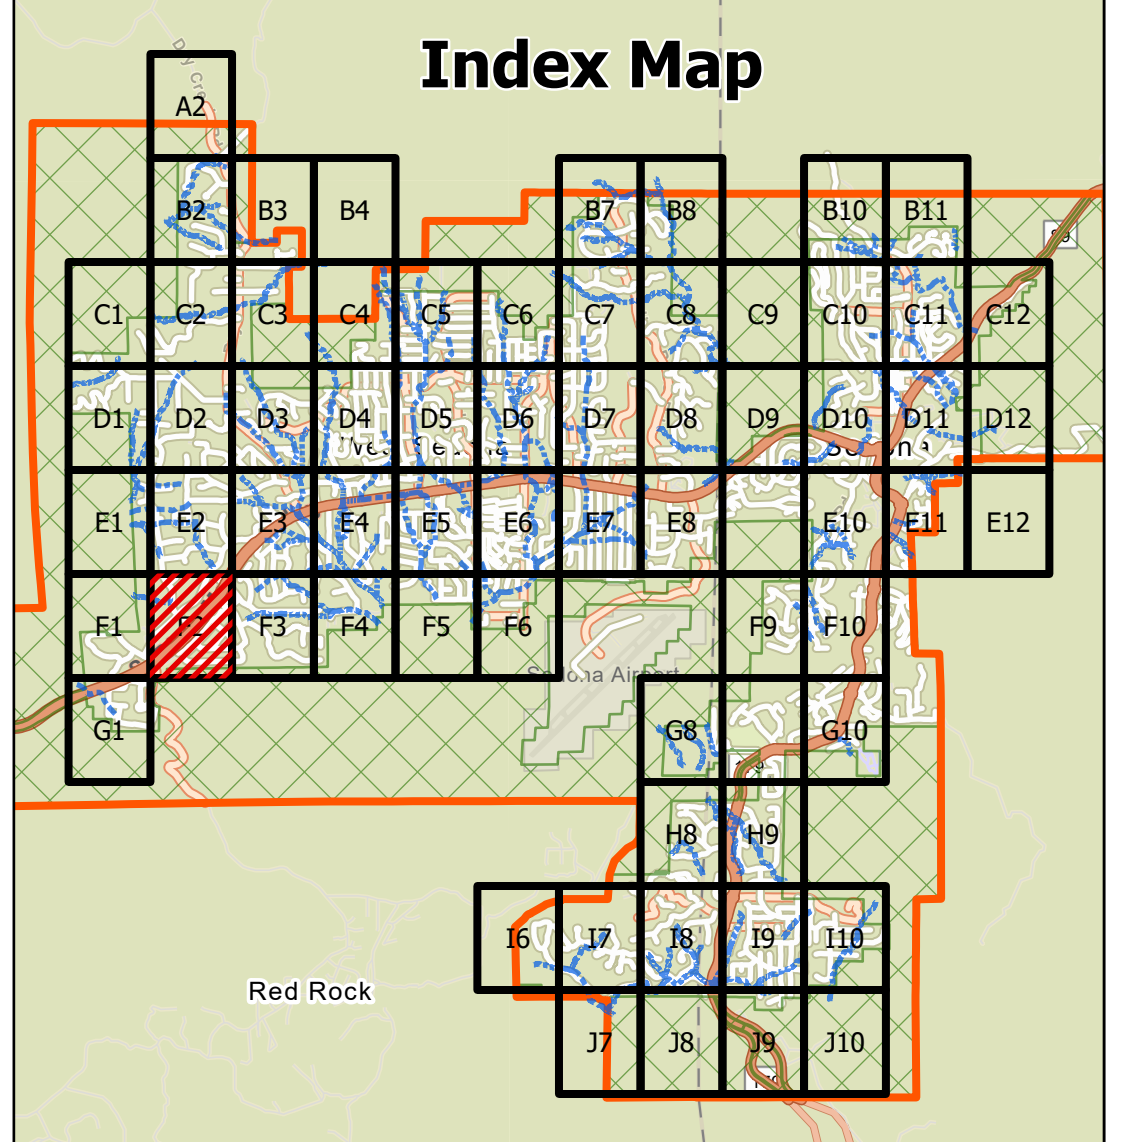 Index Map
A2
B2 B3 B4 B7 B8 B10 B11
C1 C2 C3 C4 C5 C6 C7 C8 C9 C10 C11 C12
D1 D2 D3 D4 D5 D6 D7 D8 D9 D10 D11 D12
E1 E2 E3 E4 E5 E6 E7 E8 E10 E11 E12
F1 F2 F3 F4 F5 F6 F9 F10
Sedona Airport
G1 G8 G10
H8 H9
I6 I7 I8 I9 I10
Red Rock
J7 J8 J9 J10